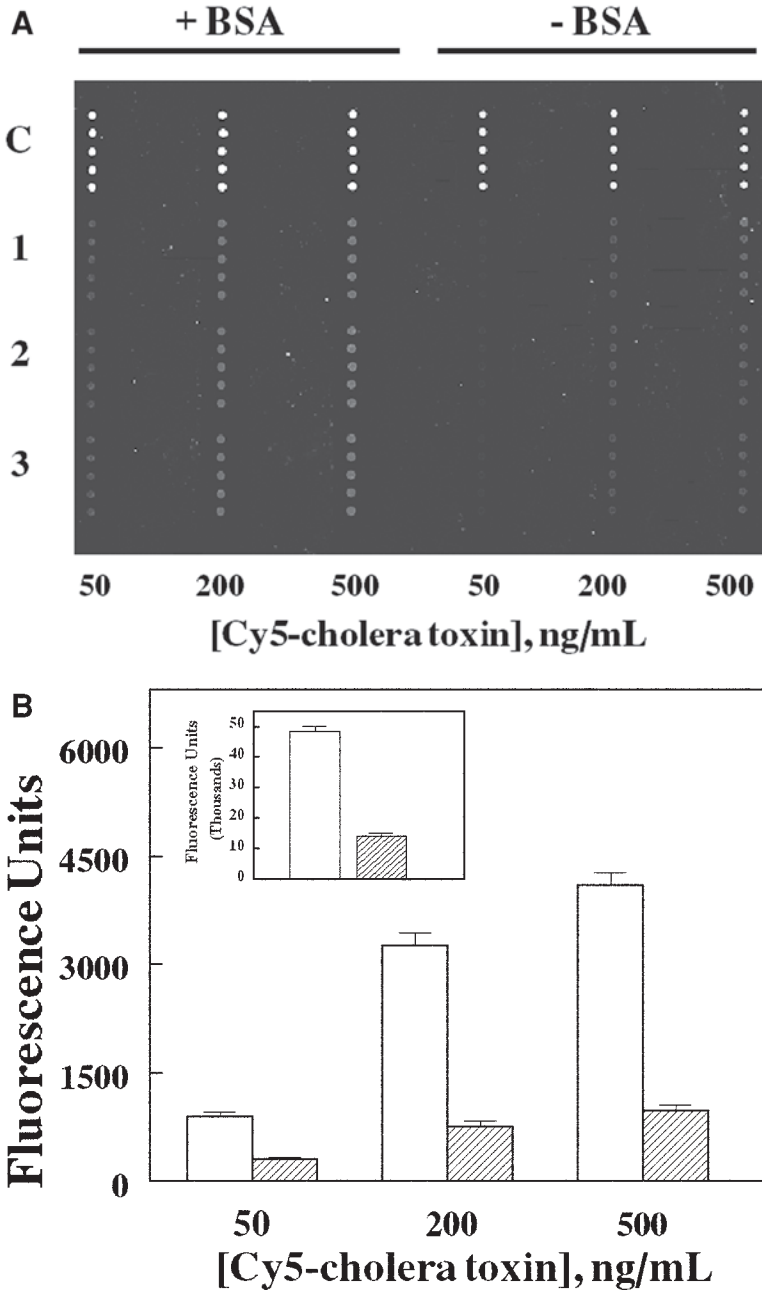 A
+ BSA
- BSA
C
1
2
3
50 200 500 50 200 500
[Cy5-cholera toxin], ng/mL
B
Fluorescence Units
6000
4500
3000
1500
0
Fluorescence Units
(Thousands)
50
40
30
20
10
0
50 200 500
[Cy5-cholera toxin], ng/mL